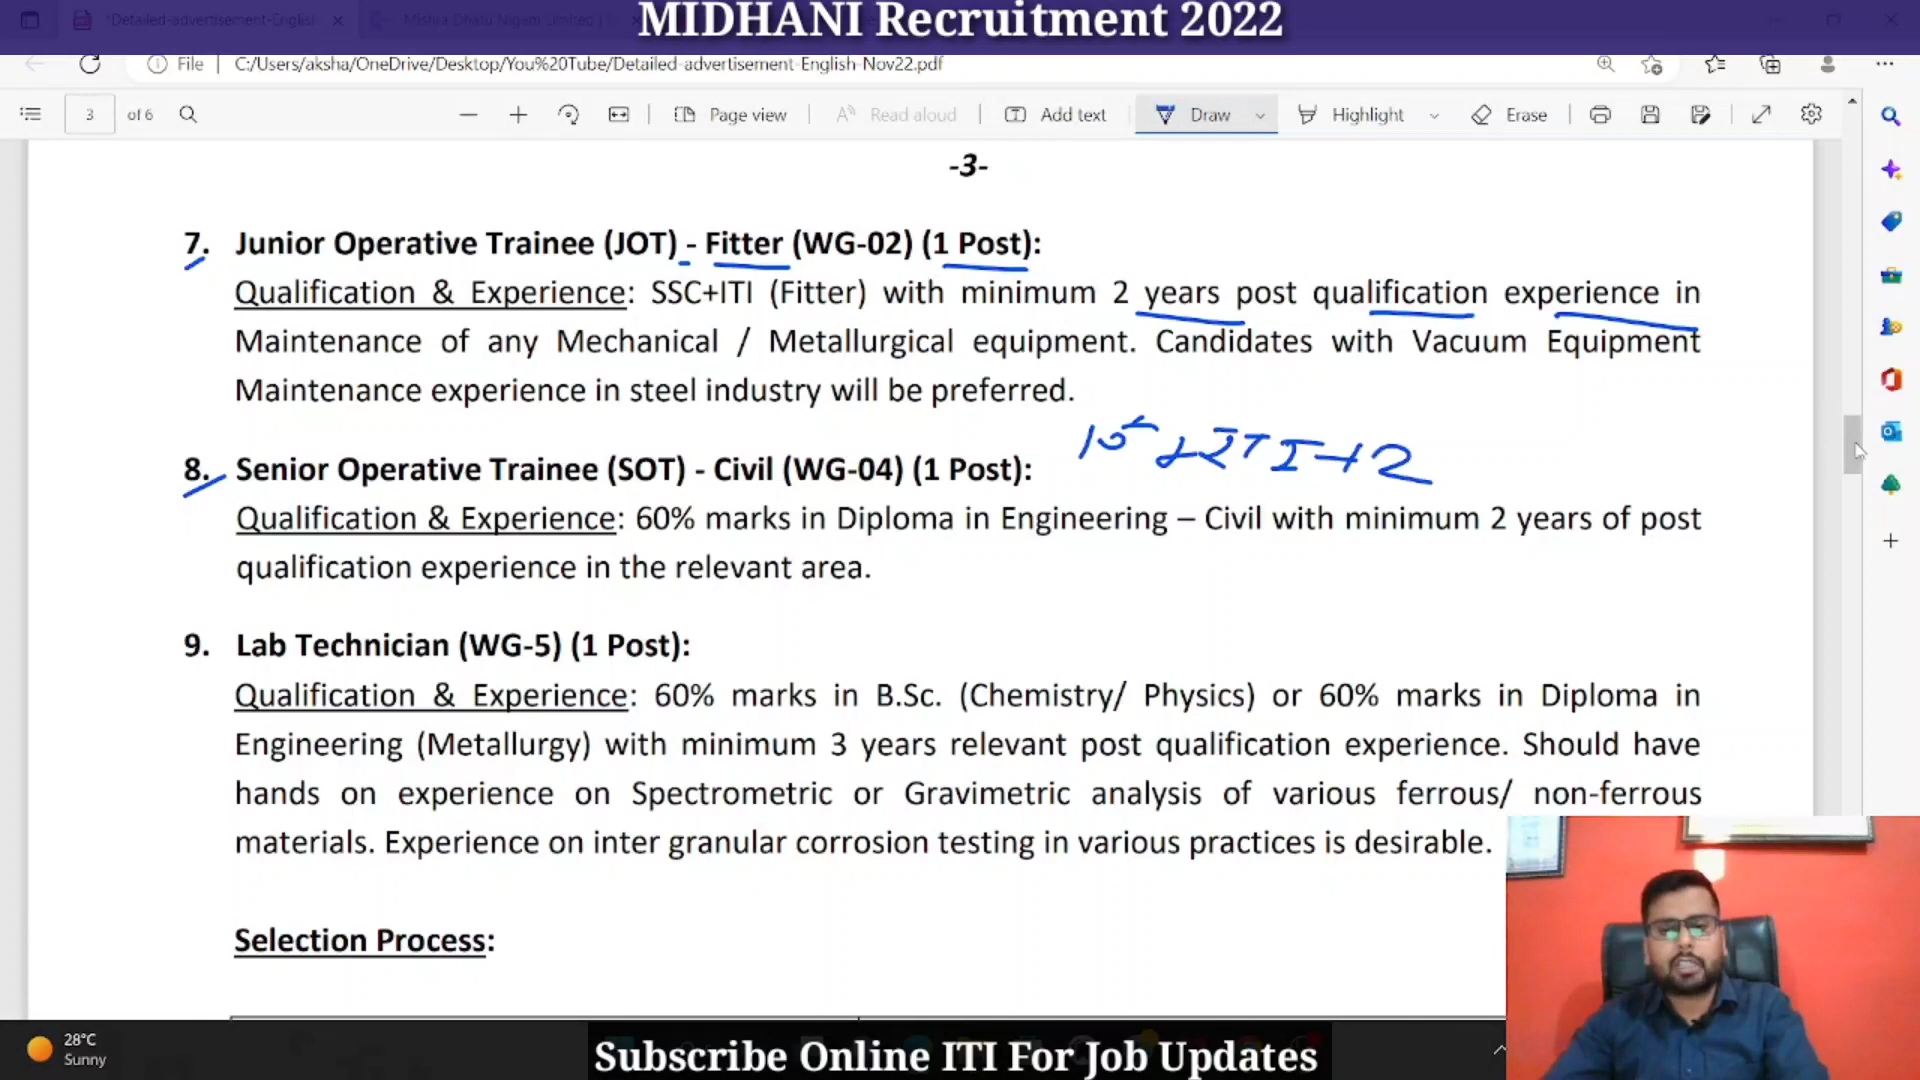 MIDHANI Recruitment 2022
Detailed-advertisement-English
Mishra Dhatu Nigam Limited
File | C:/Users/aksha/OneDrive/Desktop/You%20Tube/Detailed-advertisement-English-Nov22.pdf
3 of 6 Page view Read aloud Add text Draw Highlight Erase
-3-
7. Junior Operative Trainee (JOT) - Fitter (WG-02) (1 Post):
Qualification & Experience: SSC+ITI (Fitter) with minimum 2 years post qualification experience in
Maintenance of any Mechanical / Metallurgical equipment. Candidates with Vacuum Equipment
Maintenance experience in steel industry will be preferred.
8. Senior Operative Trainee (SOT) - Civil (WG-04) (1 Post):
Qualification & Experience: 60% marks in Diploma in Engineering – Civil with minimum 2 years of post
qualification experience in the relevant area.
9. Lab Technician (WG-5) (1 Post):
Qualification & Experience: 60% marks in B.Sc. (Chemistry/ Physics) or 60% marks in Diploma in
Engineering (Metallurgy) with minimum 3 years relevant post qualification experience. Should have
hands on experience on Spectrometric or Gravimetric analysis of various ferrous/ non-ferrous
materials. Experience on inter granular corrosion testing in various practices is desirable.
Selection Process:
28°C
Sunny
Subscribe Online ITI For Job Updates